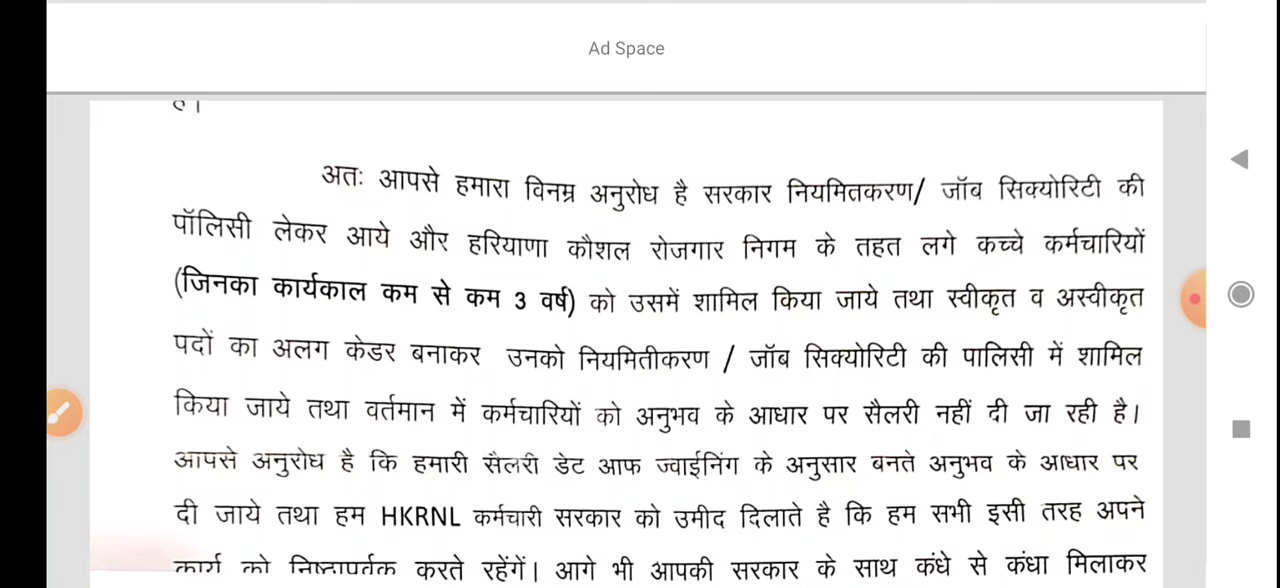 Ad Space
है।
अतः आपसे हमारा विनम्र अनुरोध है सरकार नियमितकरण/ जॉब सिक्योरिटी की
पॉलिसी लेकर आये और हरियाणा कौशल रोजगार निगम के तहत लगे कच्चे कर्मचारियों
(जिनका कार्यकाल कम से कम 3 वर्ष) को उसमें शामिल किया जाये तथा स्वीकृत व अस्वीकृत
पदों का अलग केडर बनाकर उनको नियमितीकरण / जॉब सिक्योरिटी की पालिसी में शामिल
किया जाये तथा वर्तमान में कर्मचारियों को अनुभव के आधार पर सैलरी नहीं दी जा रही है।
आपसे अनुरोध है कि हमारी सैलरी डेट आफ ज्वाईनिंग के अनुसार बनते अनुभव के आधार पर
दी जाये तथा हम HKRNL कर्मचारी सरकार को उमीद दिलाते है कि हम सभी इसी तरह अपने
कार्य को निष्ठापूर्वक करते रहेंगें। आगे भी आपकी सरकार के साथ कंधे से कंधा मिलाकर